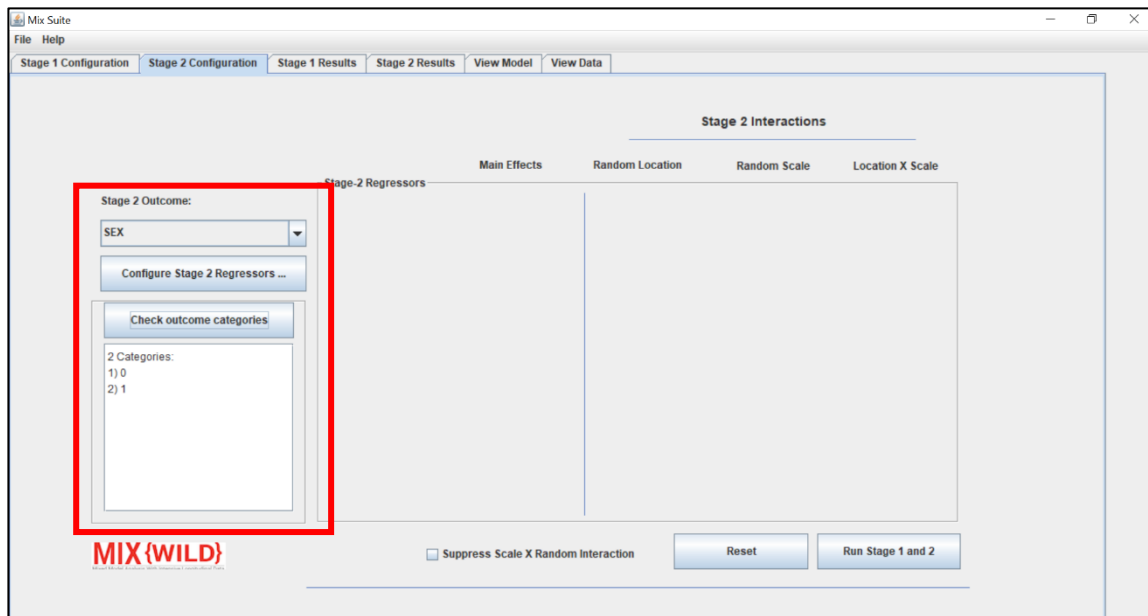 Mix Suite
File Help
Stage 1 Configuration Stage 2 Configuration Stage 1 Results Stage 2 Results View Model View Data
Stage 2 Interactions
Main Effects Random Location Random Scale Location X Scale
Stage-2 Regressors
Stage 2 Outcome:
SEX
Configure Stage 2 Regressors ...
Check outcome categories
2 Categories:
1) 0
2) 1
MIX {WILD}
Suppress Scale X Random Interaction
Reset
Run Stage 1 and 2